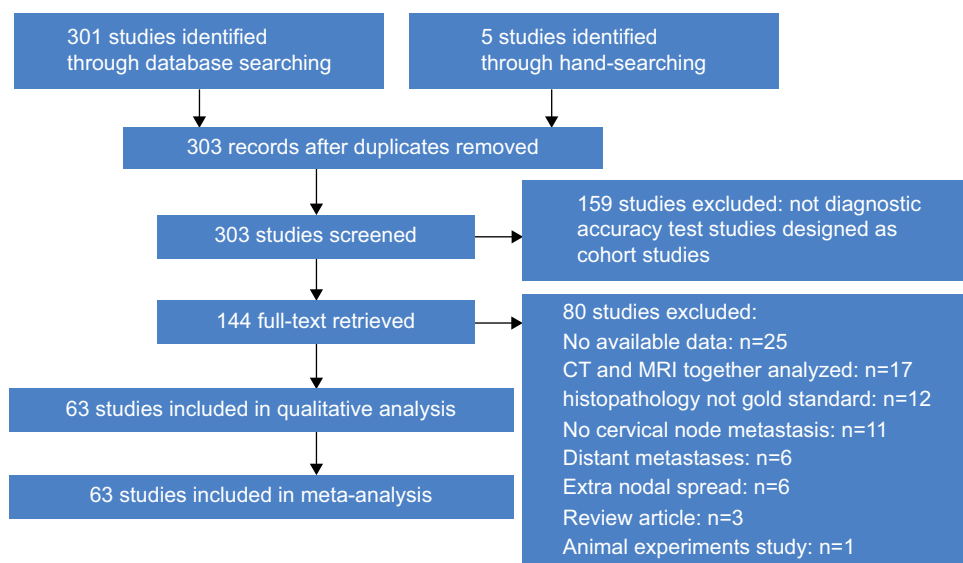 301 studies identified
through database searching
5 studies identified
through hand-searching
303 records after duplicates removed
303 studies screened
159 studies excluded: not diagnostic
accuracy test studies designed as
cohort studies
144 full-text retrieved
80 studies excluded:
No available data: n=25
CT and MRI together analyzed: n=17
histopathology not gold standard: n=12
No cervical node metastasis: n=11
Distant metastases: n=6
Extra nodal spread: n=6
Review article: n=3
Animal experiments study: n=1
63 studies included in qualitative analysis
63 studies included in meta-analysis